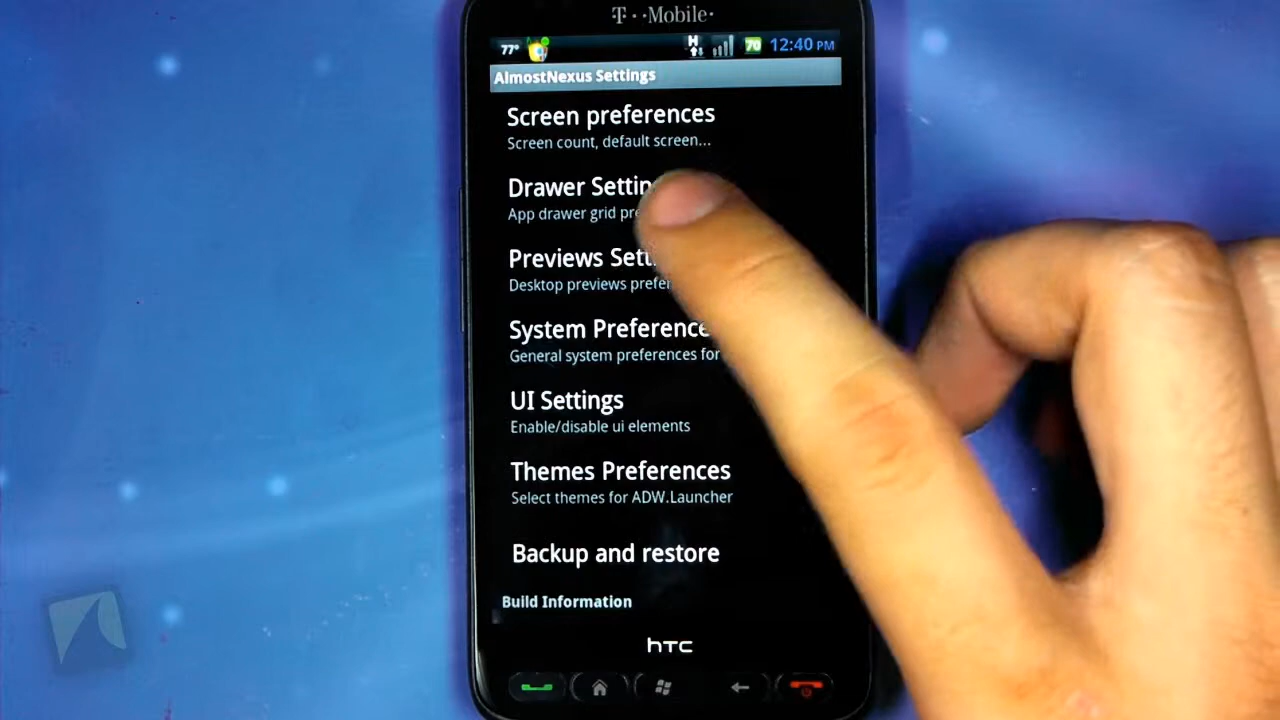 T··Mobile·
77°
H
70
12:40 PM
AlmostNexus Settings
Screen preferences
Screen count, default screen...
Drawer Settin
App drawer grid pre
Previews Sett
Desktop previews prefer
System Preference
General system preferences for
UI Settings
Enable/disable ui elements
Themes Preferences
Select themes for ADW.Launcher
Backup and restore
Build Information
hTC